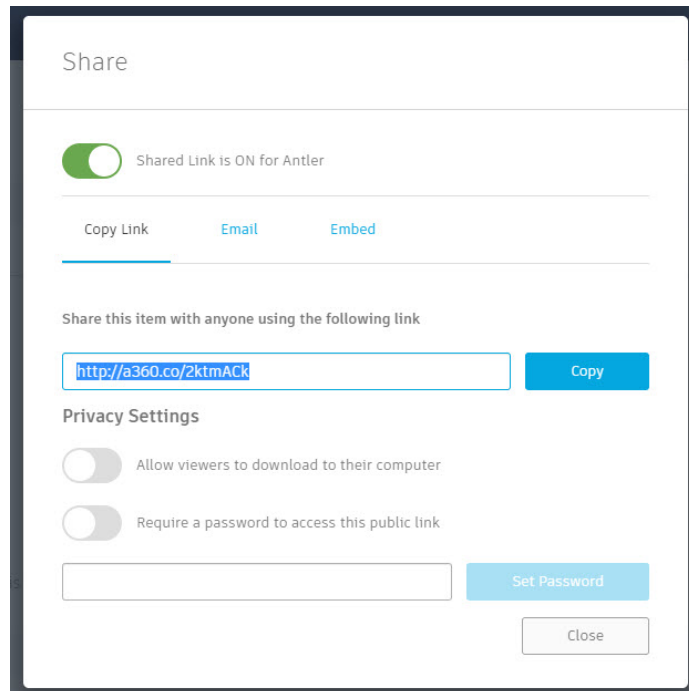 Share
Shared Link is ON for Antler
Copy Link Email Embed
Share this item with anyone using the following link
http://a360.co/2ktmACk Copy
Privacy Settings
Allow viewers to download to their computer
Require a password to access this public link
Set Password
Close